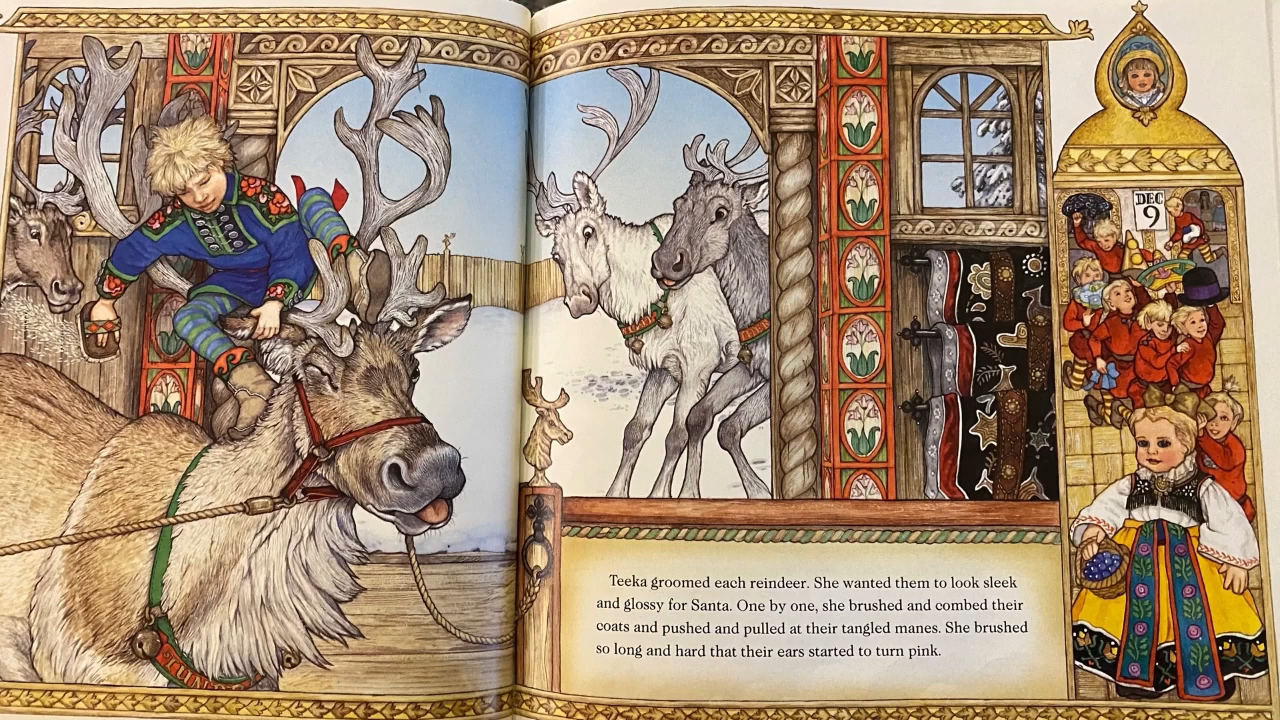 DEC
9
Teeka groomed each reindeer. She wanted them to look sleek
and glossy for Santa. One by one, she brushed and combed their
coats and pushed and pulled at their tangled manes. She brushed
so long and hard that their ears started to turn pink.